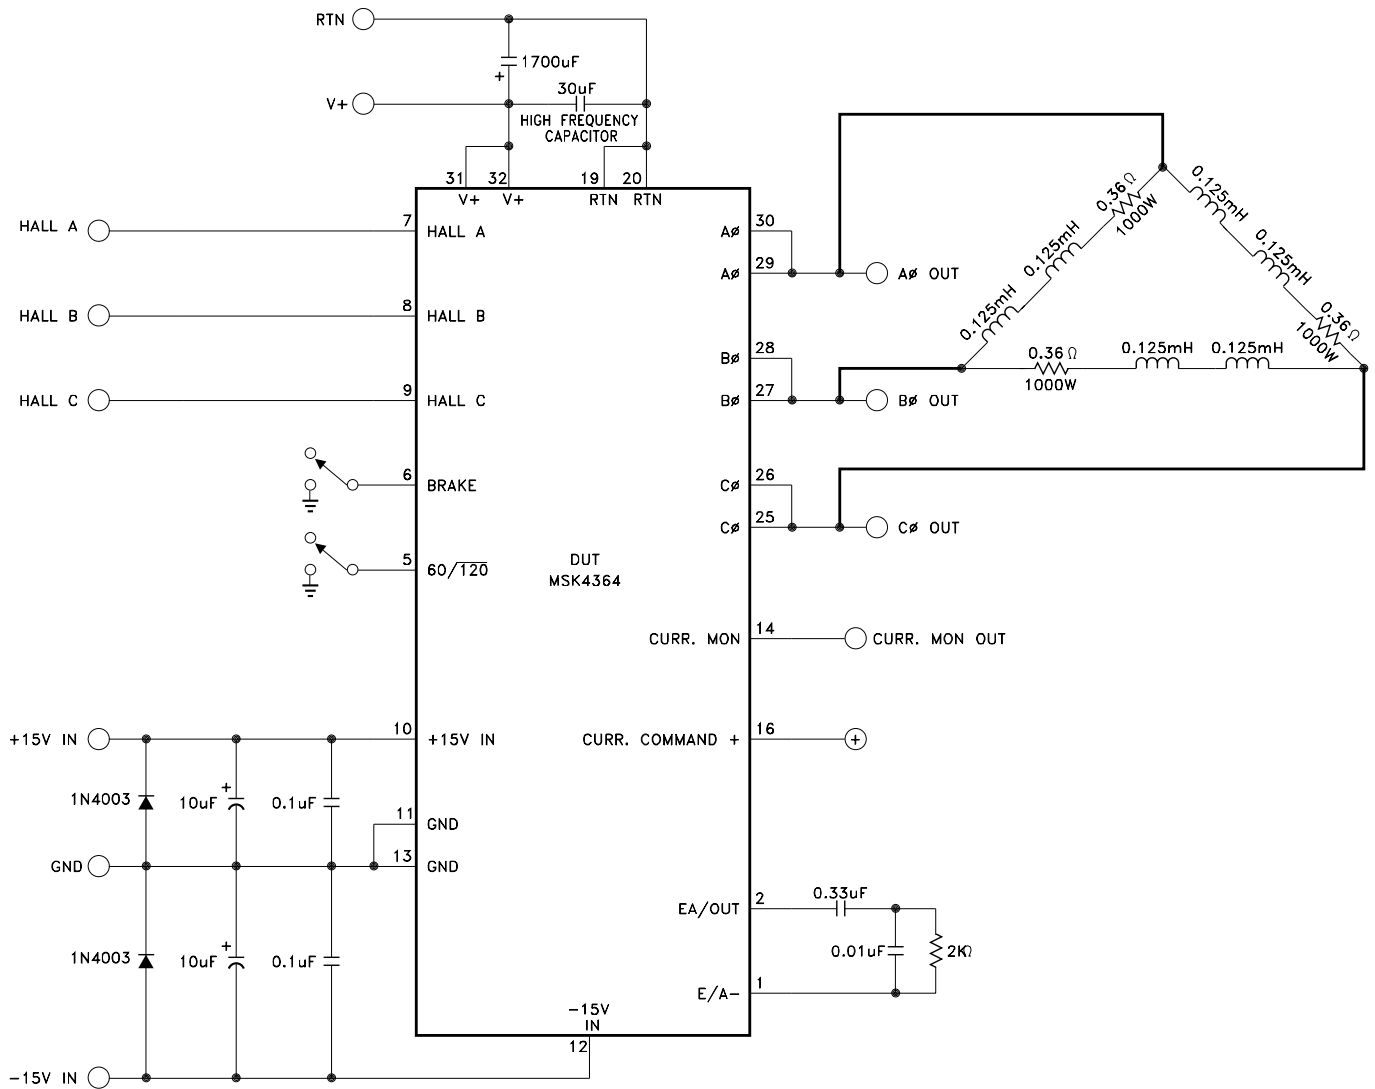 RTN
1700uF
+
30uF
V+
HIGH FREQUENCY
CAPACITOR
31
32
19
20
V+
V+
RTN
RTN
HALL A
7
HALL A
HALL B
8
HALL B
HALL C
9
HALL C
6
BRAKE
5
60/120
DUT
MSK4364
30
AØ
29
AØ
AØ OUT
28
BØ
27
BØ
BØ OUT
26
CØ
25
CØ
CØ OUT
0.36Ω
1000W
0.125mH
0.125mH
0.125mH
0.125mH
0.36Ω
1000W
0.36Ω
1000W
0.125mH
0.125mH
CURR. MON
14
CURR. MON OUT
CURR. COMMAND +
16
+
+15V IN
10
+15V IN
1N4003
+
10uF
0.1uF
11
GND
GND
13
GND
1N4003
+
10uF
0.1uF
-15V IN
-15V
IN
12
EA/OUT
2
0.33uF
0.01uF
2KΩ
E/A-
1